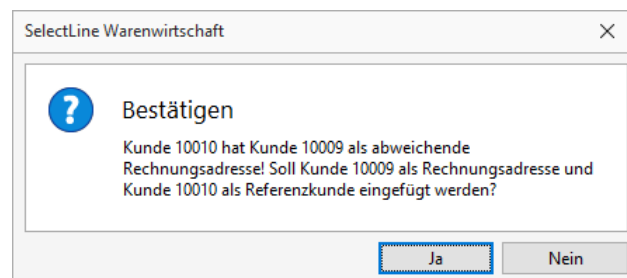 SelectLine Warenwirtschaft
Bestätigen
Kunde 10010 hat Kunde 10009 als abweichende
Rechnungsadresse! Soll Kunde 10009 als Rechnungsadresse und
Kunde 10010 als Referenzkunde eingefügt werden?
Ja
Nein